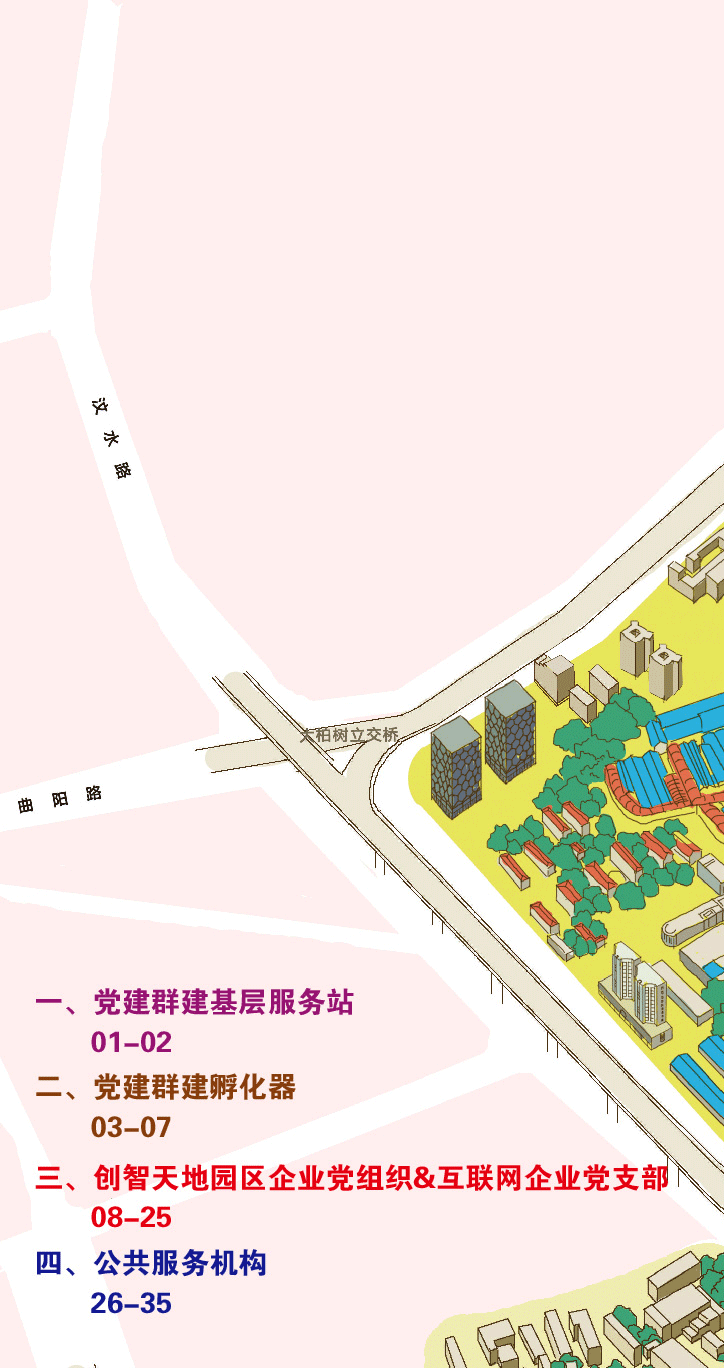 汶水路
大柏树立交桥
曲阳路
一、党建群建基层服务站
01–02
二、党建群建孵化器
03–07
三、创智天地园区企业党组织&互联网企业党支部
08–25
四、公共服务机构
26–35